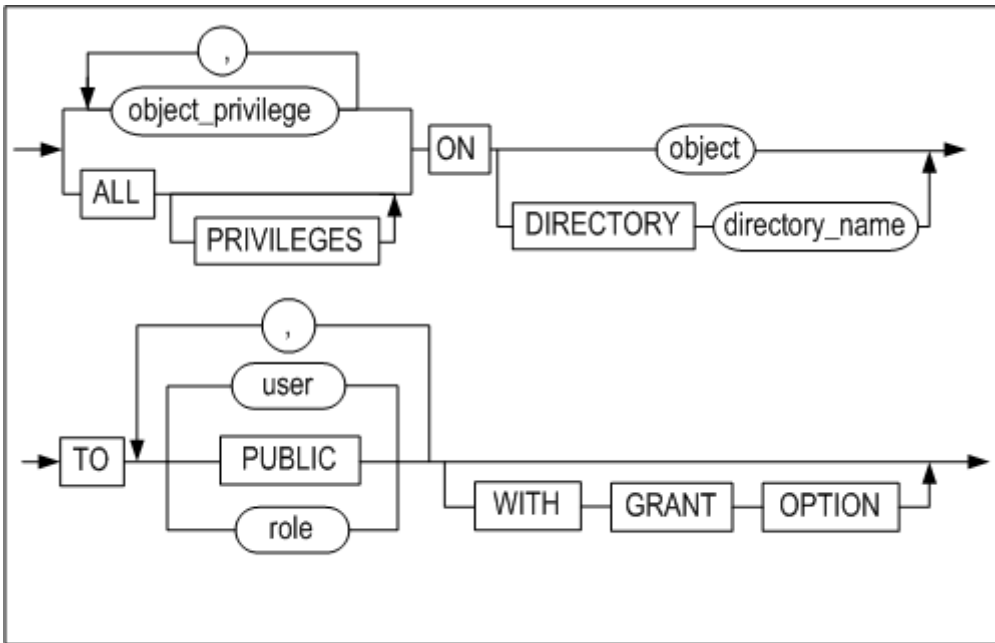 ,
object_privilege
ON
object
ALL
PRIVILEGES
DIRECTORY
directory_name
,
user
TO
PUBLIC
role
WITH GRANT OPTION